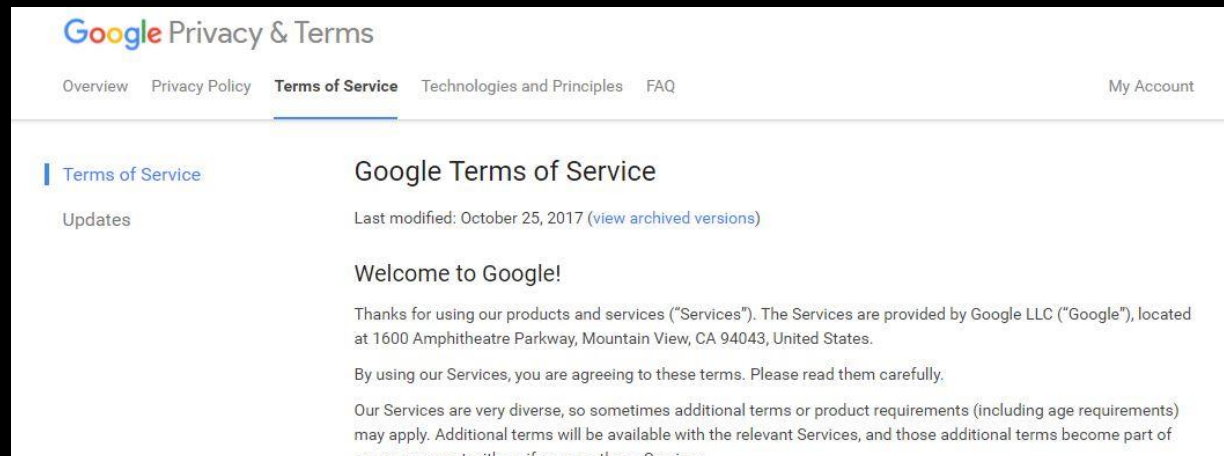 Google Privacy & Terms
Overview Privacy Policy Terms of Service Technologies and Principles FAQ My Account
Terms of Service
Updates
Google Terms of Service
Last modified: October 25, 2017 (view archived versions)
Welcome to Google!
Thanks for using our products and services (“Services”). The Services are provided by Google LLC (“Google”), located
at 1600 Amphitheatre Parkway, Mountain View, CA 94043, United States.
By using our Services, you are agreeing to these terms. Please read them carefully.
Our Services are very diverse, so sometimes additional terms or product requirements (including age requirements)
may apply. Additional terms will be available with the relevant Services, and those additional terms become part of